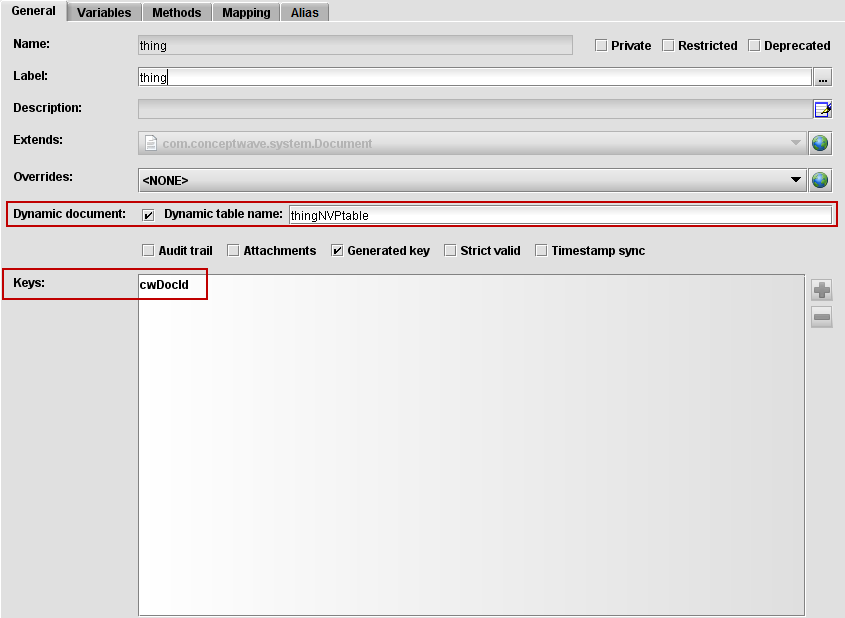 General Variables Methods Mapping Alias
Name: thing Private Restricted Deprecated
Label: thing ...
Description:
Extends: com.conceptwave.system.Document
Overrides: <NONE>
Dynamic document: Dynamic table name: thingNVPtable
Audit trail Attachments Generated key Strict valid Timestamp sync
Keys: cwDocId